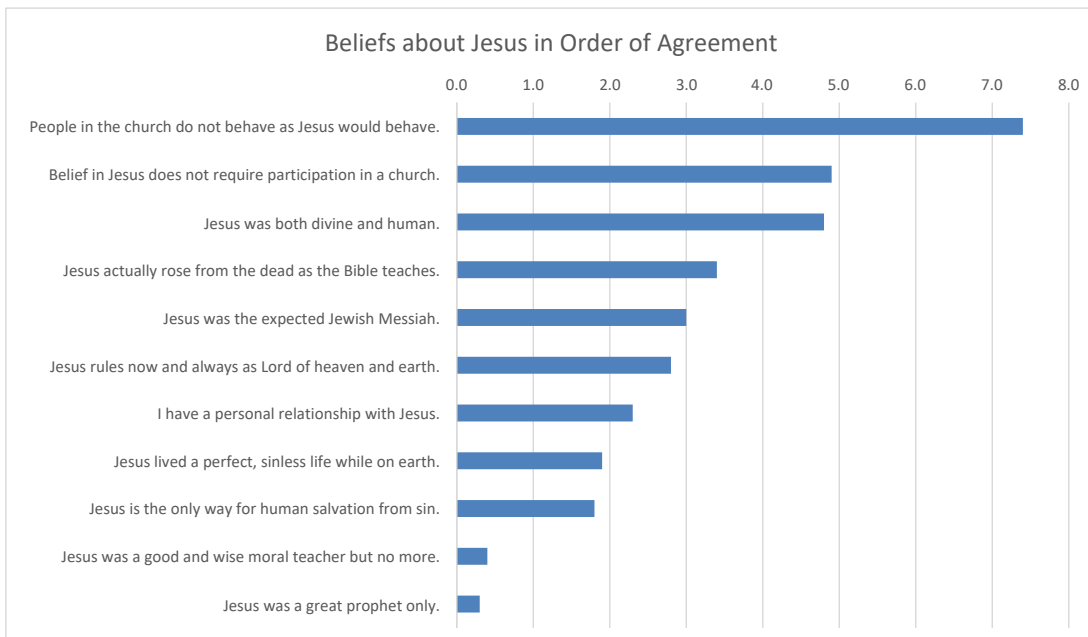 Beliefs about Jesus in Order of Agreement
0.0 1.0 2.0 3.0 4.0 5.0 6.0 7.0 8.0
People in the church do not behave as Jesus would behave.
Belief in Jesus does not require participation in a church.
Jesus was both divine and human.
Jesus actually rose from the dead as the Bible teaches.
Jesus was the expected Jewish Messiah.
Jesus rules now and always as Lord of heaven and earth.
I have a personal relationship with Jesus.
Jesus lived a perfect, sinless life while on earth.
Jesus is the only way for human salvation from sin.
Jesus was a good and wise moral teacher but no more.
Jesus was a great prophet only.